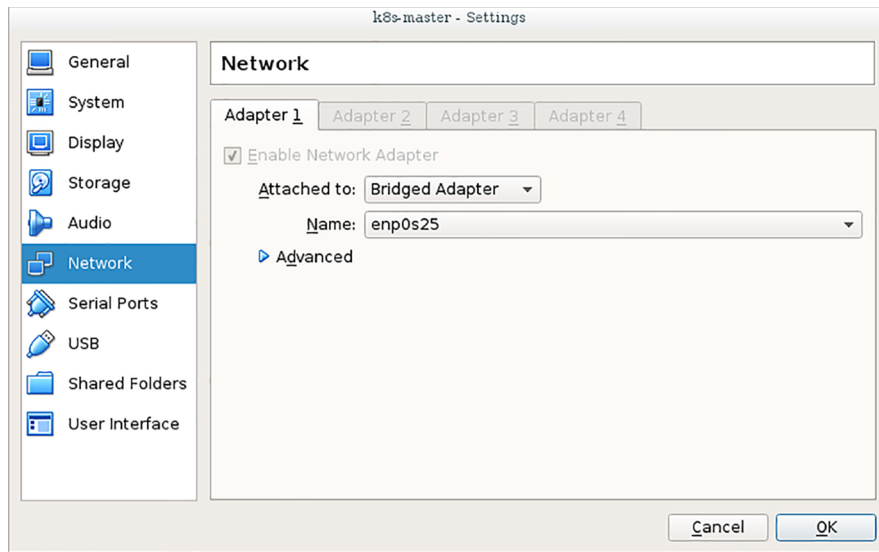 k8s-master - Settings
General
System
Display
Storage
Audio
Network
Serial Ports
USB
Shared Folders
User Interface
Network
Adapter 1 Adapter 2 Adapter 3 Adapter 4
Enable Network Adapter
Attached to: Bridged Adapter
Name: enp0s25
Advanced
Cancel OK